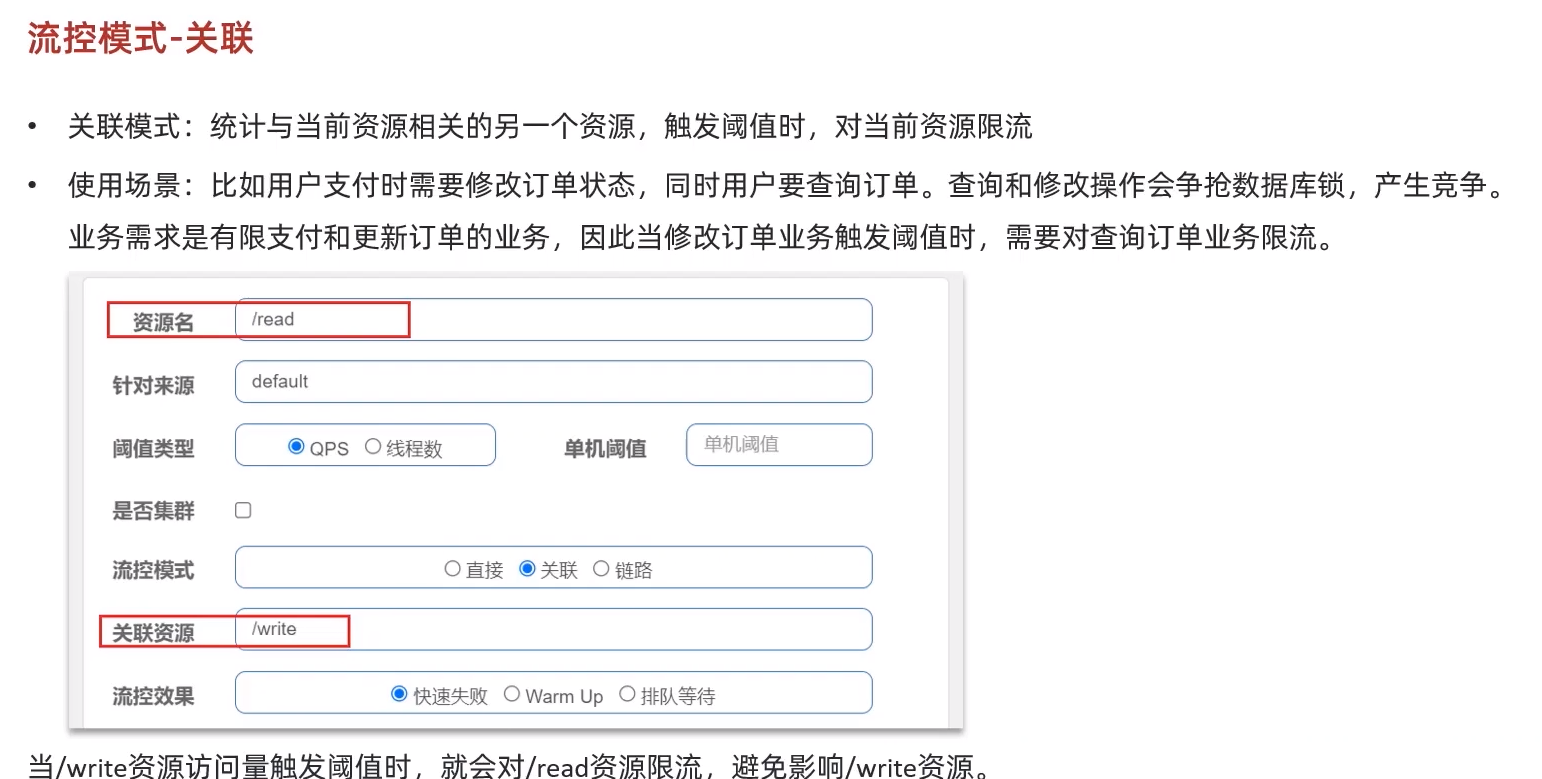 流控模式-关联
• 关联模式：统计与当前资源相关的另一个资源，触发阈值时，对当前资源限流
• 使用场景：比如用户支付时需要修改订单状态，同时用户要查询订单。查询和修改操作会争抢数据库锁，产生竞争。
业务需求是有限支付和更新订单的业务，因此当修改订单业务触发阈值时，需要对查询订单业务限流。
资源名 /read
针对来源 default
阈值类型 QPS 线程数 单机阈值 单机阈值
是否集群
流控模式 直接 关联 链路
关联资源 /write
流控效果 快速失败 Warm Up 排队等待
当/write资源访问量触发阈值时，就会对/read资源限流，避免影响/write资源。